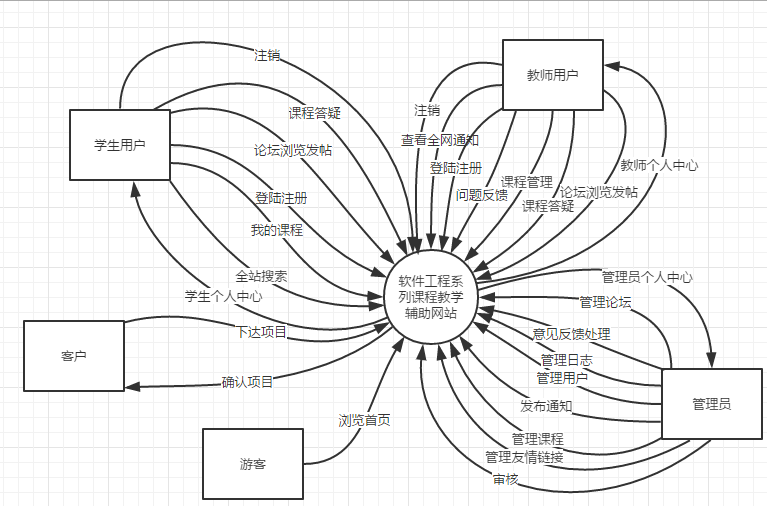 注销
教师用户
注销
课程答疑
学生用户
查看全网通知
论坛浏览发帖
登陆注册
教师个人中心
课程管理
论坛浏览发帖
问题反馈
登陆注册
课程答疑
我的课程
全站搜索
管理员个人中心
软件工程系
列课程教学
辅助网站
学生个人中心
管理论坛
下达项目
意见反馈处理
客户
管理日志
管理用户
确认项目
发布通知
管理员
浏览首页
管理课程
管理友情链接
游客
审核